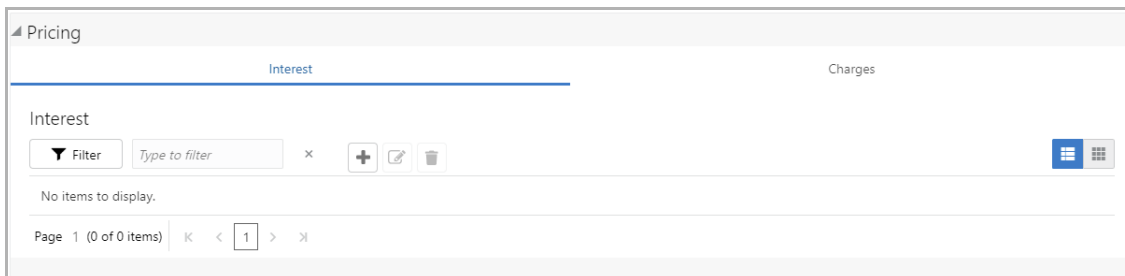 Pricing
Interest Charges
Interest
Filter Type to filter
No items to display.
Page 1 (0 of 0 items) 1